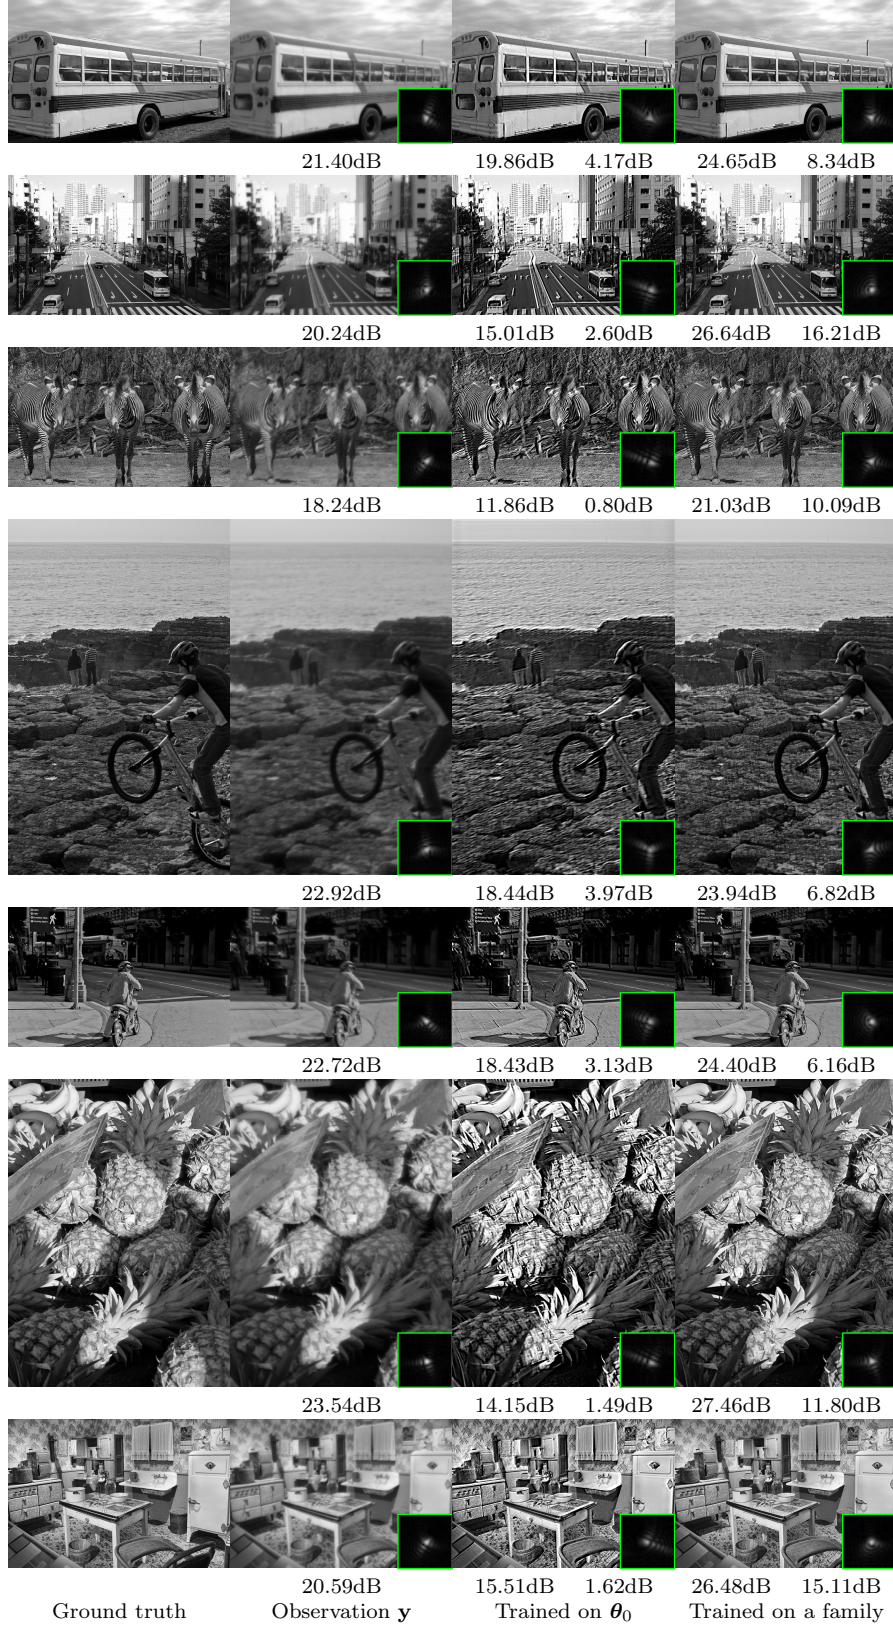 21.40dB 19.86dB 4.17dB 24.65dB 8.34dB
20.24dB 15.01dB 2.60dB 26.64dB 16.21dB
18.24dB 11.86dB 0.80dB 21.03dB 10.09dB
22.92dB 18.44dB 3.97dB 23.94dB 6.82dB
22.72dB 18.43dB 3.13dB 24.40dB 6.16dB
23.54dB 14.15dB 1.49dB 27.46dB 11.80dB
20.59dB 15.51dB 1.62dB 26.48dB 15.11dB
Ground truth Observation y Trained on θ₀ Trained on a family